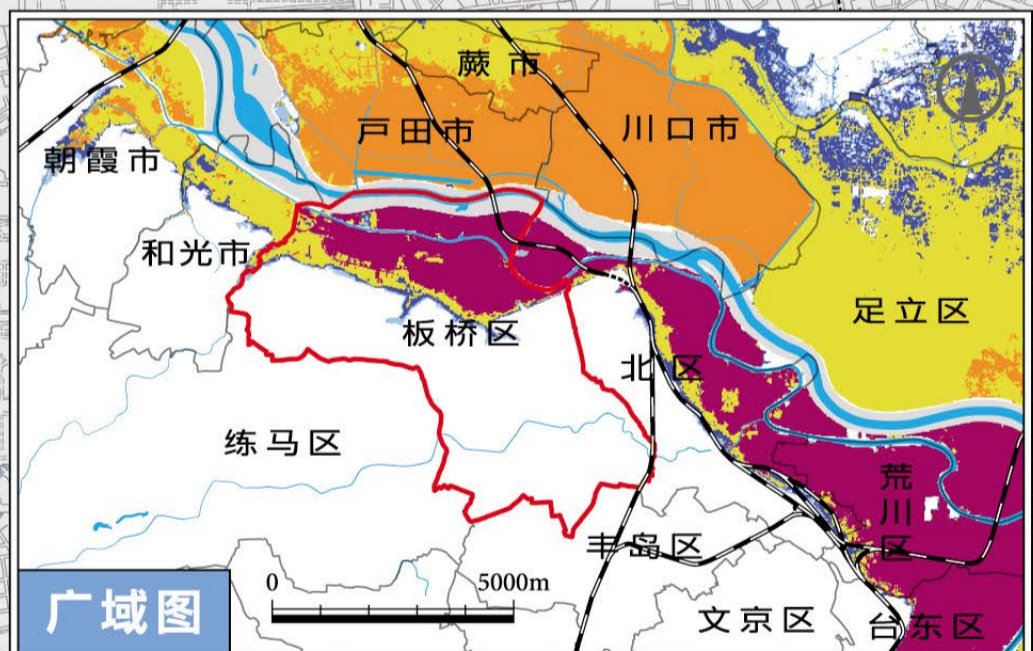 蕨市
户田市
川口市
朝霞市
和光市
足立区
板桥区
北区
练马区
荒川区
丰岛区
文京区
台东区
0 5000m
广域图